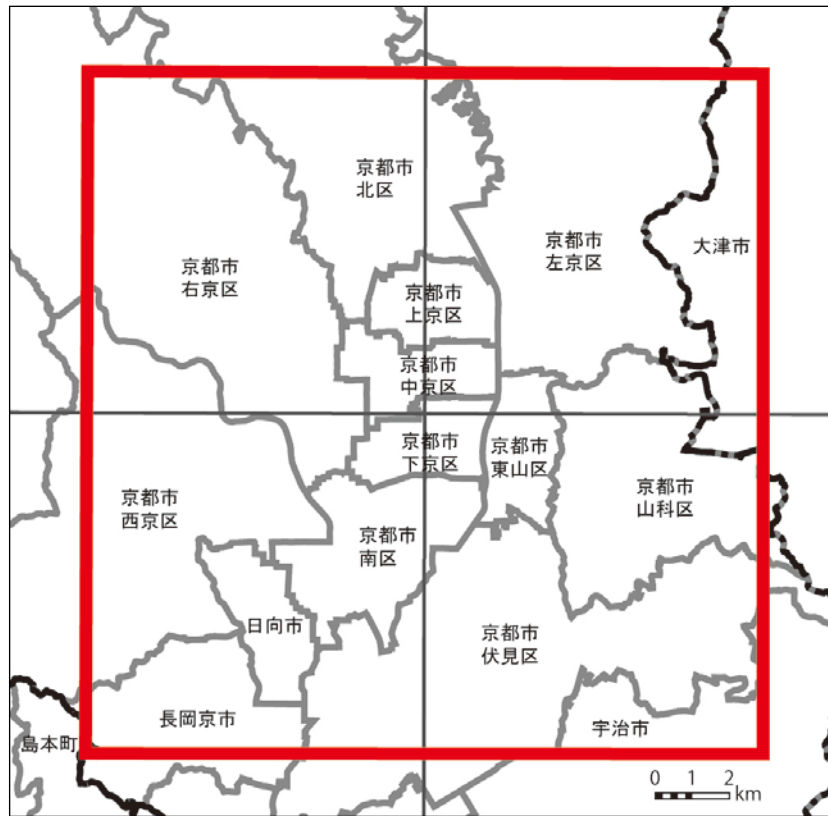 京都市
北区
京都市
左京区
大津市
京都市
右京区
京都市
上京区
京都市
中京区
京都市
下京区
京都市
東山区
京都市
山科区
京都市
西京区
京都市
南区
日向市
京都市
伏見区
長岡京市
宇治市
島本町
0 1 2
km